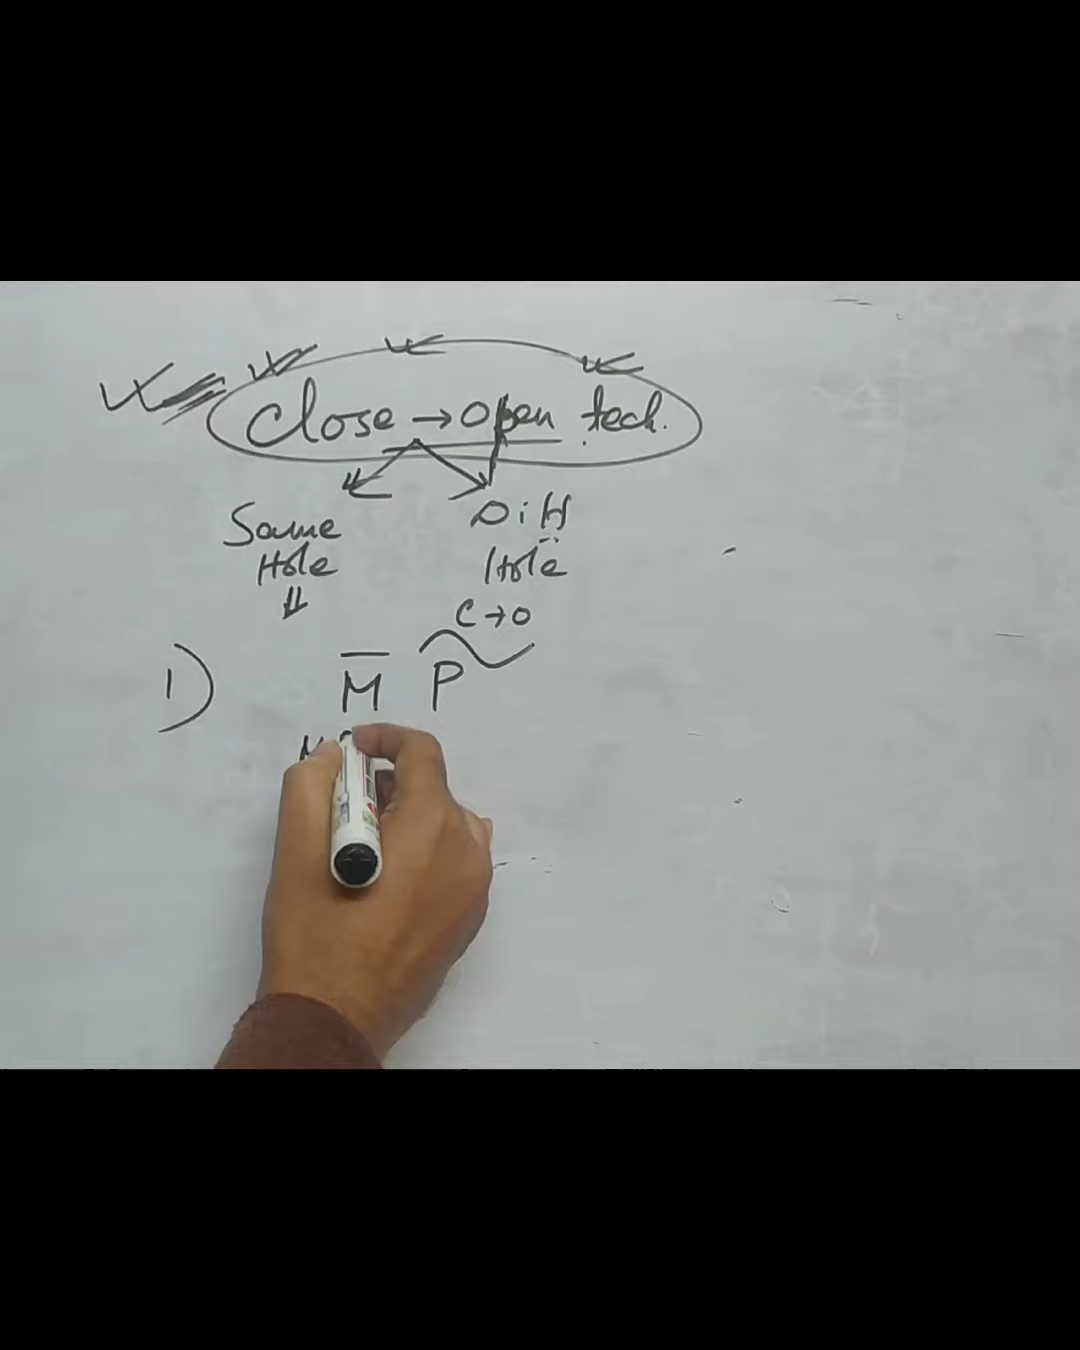 Close → Open tech.
Same Diff
Hole Hole
C → O
1) M P